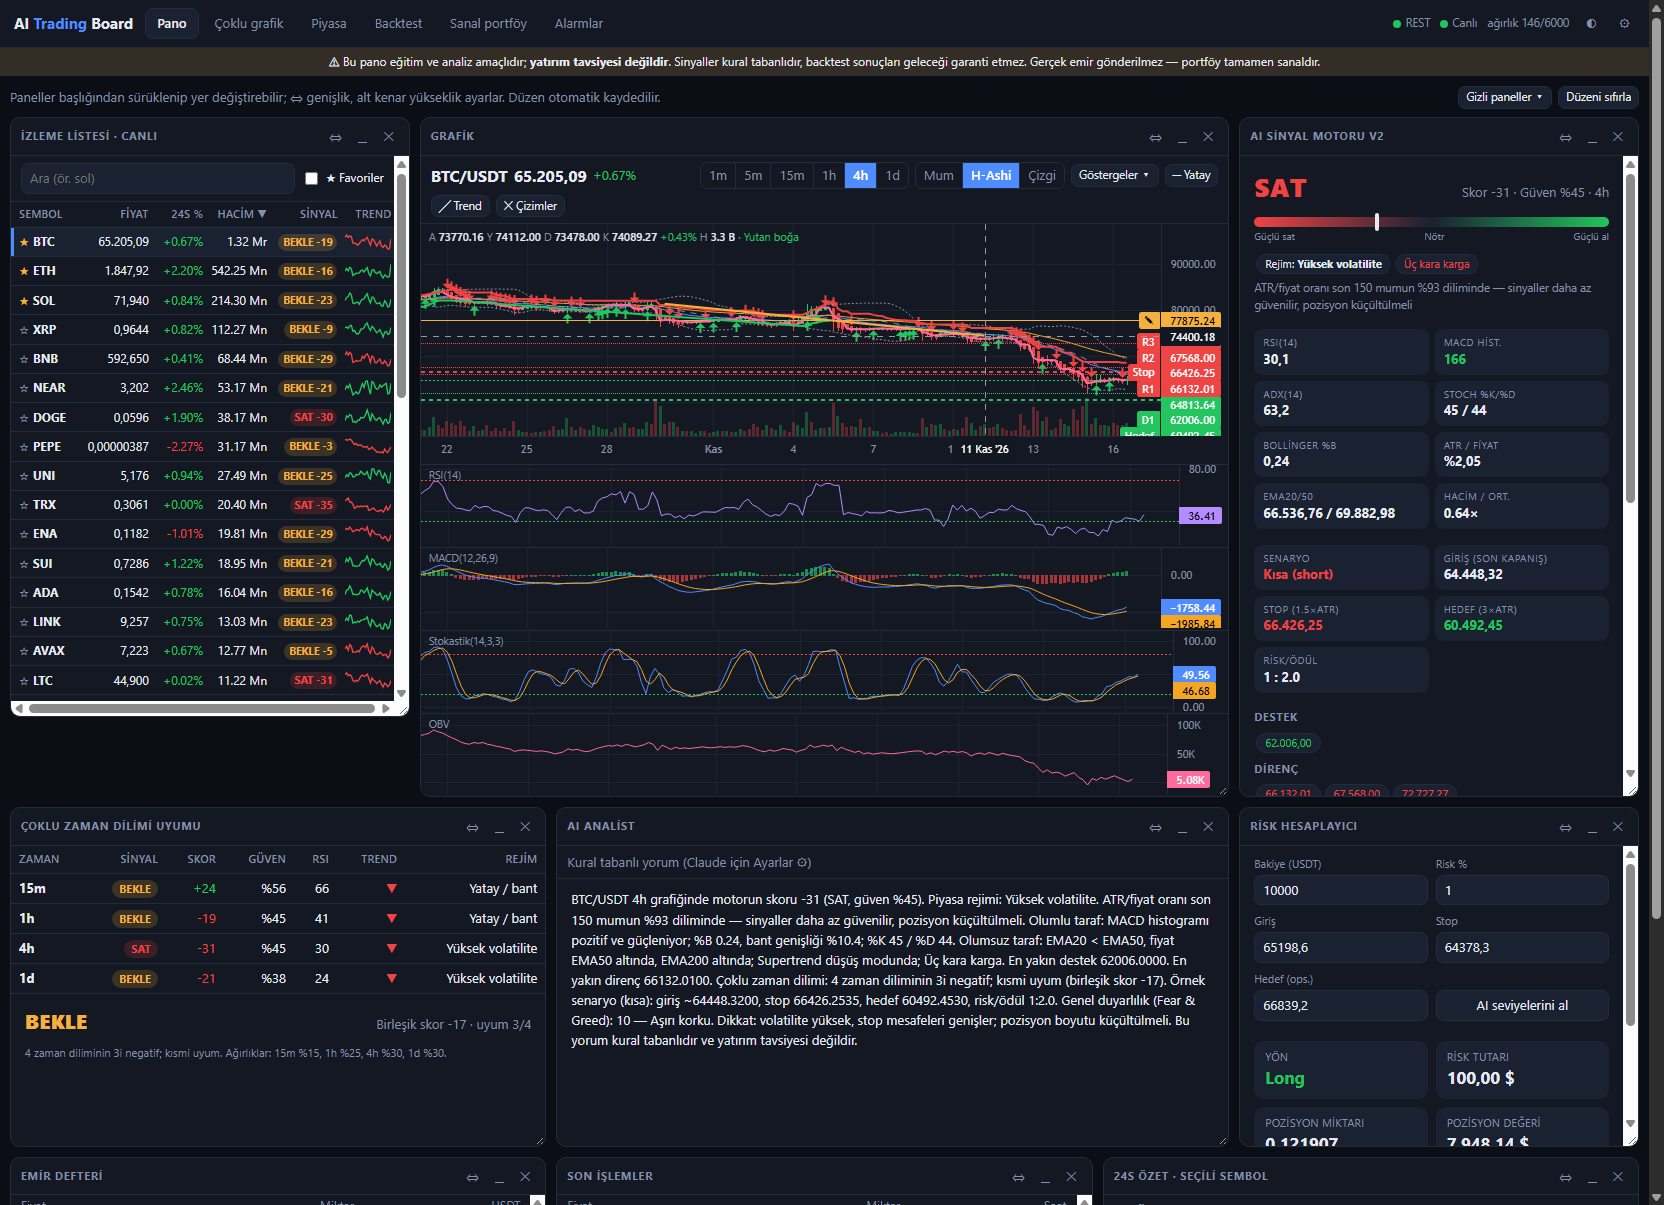 AI Trading Board Pano Çoklu grafik Piyasa Backtest Sanal portföy Alarmlar REST Canlı ağırlık 146/6000
⚠ Bu pano eğitim ve analiz amaçlıdır; yatırım tavsiyesi değildir. Sinyaller kural tabanlıdır, backtest sonuçları geleceği garanti etmez. Gerçek emir gönderilmez — portföy tamamen sanaldır.
Paneller başlığından sürüklenip yer değiştirebilir; ⇔ genişlik, alt kenar yükseklik ayarlar. Düzen otomatik kaydedilir. Gizli paneller ▾ Düzeni sıfırla
İZLEME LİSTESİ · CANLI
Ara (ör. sol) ★ Favoriler
SEMBOL FİYAT 24S % HACİM ▼ SİNYAL TREND
★ BTC 65.205,09 +0.67% 1.32 Mr BEKLE -19
★ ETH 1.847,92 +2.20% 542.25 Mn BEKLE -16
★ SOL 71,940 +0.84% 214.30 Mn BEKLE -23
☆ XRP 0,9644 +0.82% 112.27 Mn BEKLE -9
☆ BNB 592,650 +0.41% 68.44 Mn BEKLE -29
☆ NEAR 3,202 +2.46% 53.17 Mn BEKLE -21
☆ DOGE 0,0596 +1.90% 38.17 Mn SAT -30
☆ PEPE 0,00000387 -2.27% 31.17 Mn BEKLE -3
☆ UNI 5,176 +0.94% 27.49 Mn BEKLE -25
☆ TRX 0,3061 +0.00% 20.40 Mn SAT -35
☆ ENA 0,1182 -1.01% 19.81 Mn BEKLE -29
☆ SUI 0,7286 +1.22% 18.95 Mn BEKLE -21
☆ ADA 0,1542 +0.78% 16.04 Mn BEKLE -16
☆ LINK 9,257 +0.75% 13.03 Mn BEKLE -23
☆ AVAX 7,223 +0.67% 12.77 Mn BEKLE -5
☆ LTC 44,900 +0.02% 11.22 Mn SAT -31
GRAFİK
BTC/USDT 65.205,09 +0.67% 1m 5m 15m 1h 4h 1d Mum H-Ashi Çizgi Göstergeler ▾ — Yatay
Trend ✕ Çizimler
A 73770.16 Y 74112.00 D 73478.00 K 74089.27 +0.43% H 3.3 B · Yutan boğa
90000.00
80000.00
77875.24
74400.18
R3
R2 67568.00
Stop 66426.25
R1 66132.01
64813.64
D1 62006.00
Hedef 60492.45
22 25 28 Kas 4 7 1 11 Kas '26 13 16
RSI(14) 80.00
36.41
MACD(12,26,9)
0.00
−1758.44
−1985.84
Stokastik(14,3,3) 100.00
49.56
46.68
0.00
OBV 100K
50K
5.08K
AI SİNYAL MOTORU V2
SAT Skor -31 · Güven %45 · 4h
Güçlü sat Nötr Güçlü al
Rejim: Yüksek volatilite Üç kara karga
ATR/fiyat oranı son 150 mumun %93 diliminde — sinyaller daha az
güvenilir, pozisyon küçültülmeli
RSI(14) MACD HİST.
30,1 166
ADX(14) STOCH %K/%D
63,2 45 / 44
BOLLİNGER %B ATR / FİYAT
0,24 %2,05
EMA20/50 HACİM / ORT.
66.536,76 / 69.882,98 0.64×
SENARYO GİRİŞ (SON KAPANIŞ)
Kısa (short) 64.448,32
STOP (1.5×ATR) HEDEF (3×ATR)
66.426,25 60.492,45
RİSK/ÖDÜL
1 : 2.0
DESTEK
62.006,00
DİRENÇ
66.132,01 67.568,00 72.727,27
ÇOKLU ZAMAN DİLİMİ UYUMU
ZAMAN SİNYAL SKOR GÜVEN RSI TREND REJİM
15m BEKLE +24 %56 66 ▼ Yatay / bant
1h BEKLE -19 %45 41 ▼ Yatay / bant
4h SAT -31 %45 30 ▼ Yüksek volatilite
1d BEKLE -21 %38 24 ▼ Yüksek volatilite
BEKLE Birleşik skor -17 · uyum 3/4
4 zaman diliminin 3i negatif; kısmi uyum. Ağırlıklar: 15m %15, 1h %25, 4h %30, 1d %30.
AI ANALİST
Kural tabanlı yorum (Claude için Ayarlar ⚙)
BTC/USDT 4h grafiğinde motorun skoru -31 (SAT, güven %45). Piyasa rejimi: Yüksek volatilite. ATR/fiyat oranı son
150 mumun %93 diliminde — sinyaller daha az güvenilir, pozisyon küçültülmeli. Olumlu taraf: MACD histogramı
pozitif ve güçleniyor; %B 0.24, bant genişliği %10.4; %K 45 / %D 44. Olumsuz taraf: EMA20 < EMA50, fiyat
EMA50 altında, EMA200 altında; Supertrend düşüş modunda; Üç kara karga. En yakın destek 62006.0000. En
yakın direnç 66132.0100. Çoklu zaman dilimi: 4 zaman diliminin 3i negatif; kısmi uyum (birleşik skor -17). Örnek
senaryo (kısa): giriş ~64448.3200, stop 66426.2535, hedef 60492.4530, risk/ödül 1:2.0. Genel duyarlılık (Fear &
Greed): 10 — Aşırı korku. Dikkat: volatilite yüksek, stop mesafeleri genişler; pozisyon boyutu küçültülmeli. Bu
yorum kural tabanlıdır ve yatırım tavsiyesi değildir.
RİSK HESAPLAYICI
Bakiye (USDT) Risk %
10000 1
Giriş Stop
65198,6 64378,3
Hedef (ops.)
66839,2 AI seviyelerini al
YÖN RİSK TUTARI
Long 100,00 $
POZİSYON MİKTARI POZİSYON DEĞERİ
0,121907 7.948,14 $
EMİR DEFTERİ
Fiyat Miktar USDT
SON İŞLEMLER
Fiyat Miktar Saat
24S ÖZET · SEÇİLİ SEMBOL